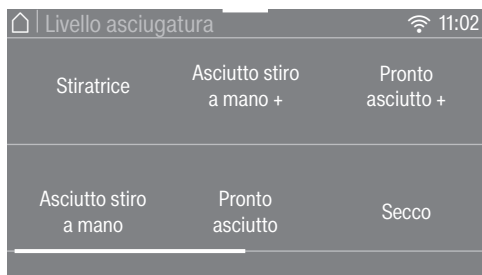 Livello asciugatura 11:02
Stiratrice
Asciutto stiro
a mano +
Pronto
asciutto +
Asciutto stiro
a mano
Pronto
asciutto
Secco